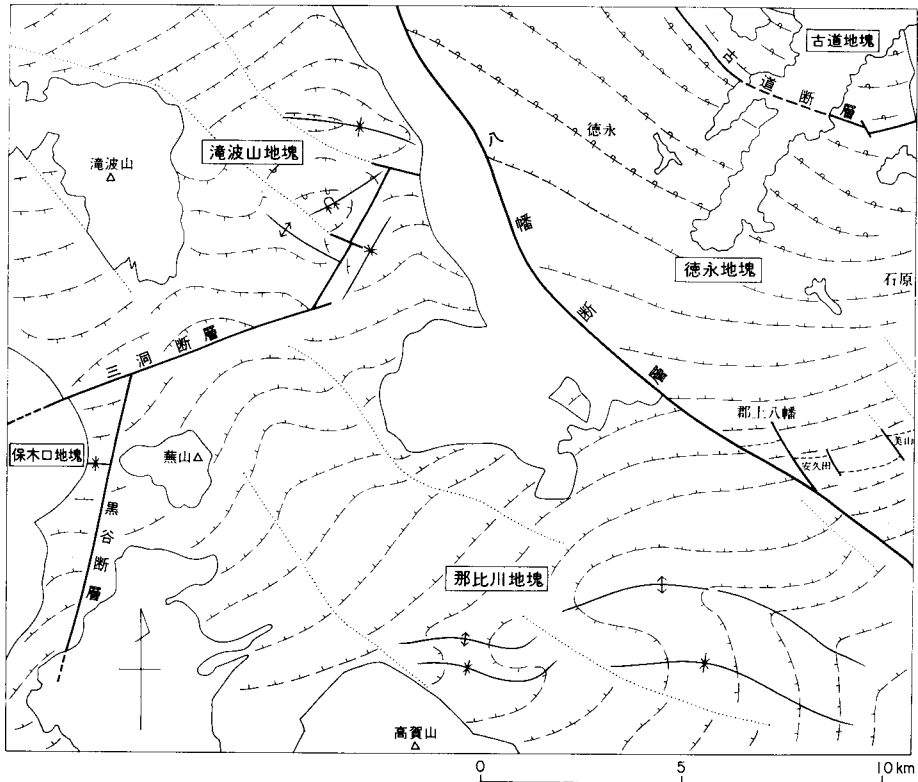 古道地塊
古道断層
徳永
八幡断層
滝波山地塊
滝波山
徳永地塊
石原
三洞断層
郡上八幡
美山
安久田
保木口地塊
蕪山
黒谷断層
那比川地塊
高賀山
0 5 10km